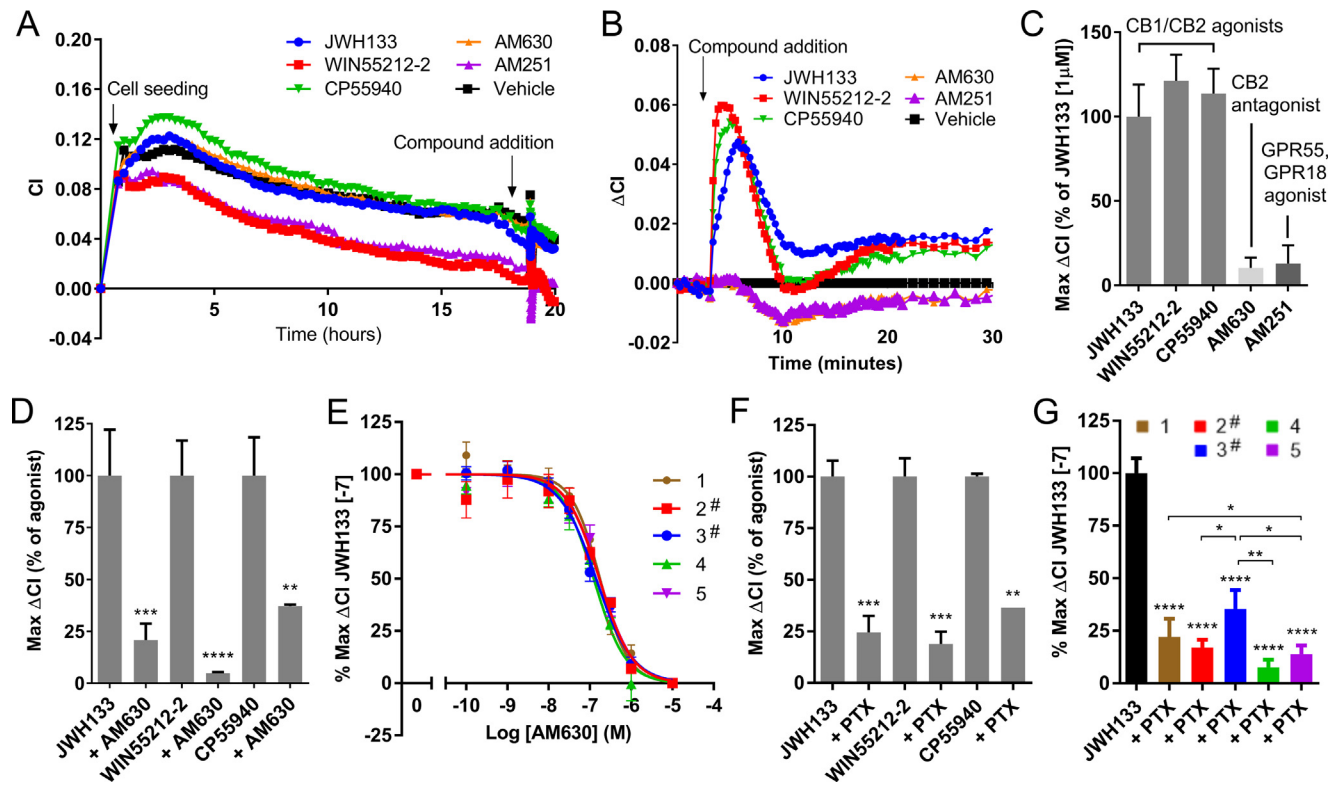 A
CI
0.20
0.16
0.12
0.08
0.04
0.00
-0.04
JWH133
WIN55212-2
CP55940
AM630
AM251
Vehicle
Cell seeding
Compound addition
5
10
15
20
Time (hours)
B
ΔCI
0.08
0.06
0.04
0.02
0.00
-0.02
Compound addition
JWH133
WIN55212-2
CP55940
AM630
AM251
Vehicle
0
10
20
30
Time (minutes)
C
Max ΔCI (% of JWH133 [1μM])
150
125
100
75
50
25
0
CB1/CB2 agonists
CB2
antagonist
GPR55,
GPR18
agonist
JWH133
WIN55212-2
CP55940
AM630
AM251
D
Max ΔCI (% of agonist)
125
100
75
50
25
0
***
****
**
JWH133
+ AM630
WIN55212-2
+ AM630
CP55940
+ AM630
E
% Max ΔCI JWH133 [-7]
125
100
75
50
25
0
-25
1
2#
3#
4
5
0
-10
-9
-8
-7
-6
-5
-4
Log [AM630] (M)
F
Max ΔCI (% of agonist)
125
100
75
50
25
0
***
***
**
JWH133
+ PTX
WIN55212-2
+ PTX
CP55940
+ PTX
G
% Max ΔCI JWH133 [-7]
1
2#
4
3#
5
125
100
75
50
25
0
*
*
*
**
****
****
****
****
****
JWH133
+ PTX
+ PTX
+ PTX
+ PTX
+ PTX